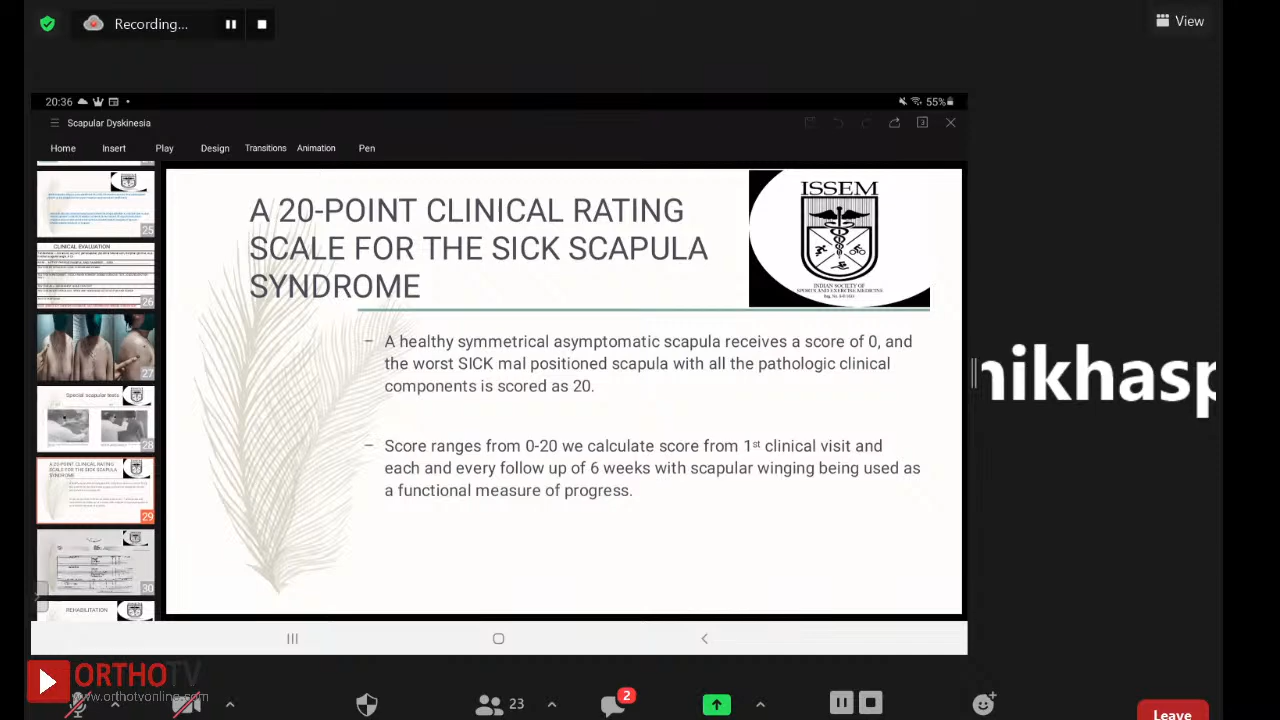 Recording...
View
20:36
55%
Scapular Dyskinesia
3
Home
Insert
Play
Design
Transitions
Animation
Pen
25
CLINICAL EVALUATION
26
27
Special scapular tests
28
A 20-POINT CLINICAL RATING
SCALE FOR THE SICK SCAPULA
SYNDROME
29
30
REHABILITATION
A 20-POINT CLINICAL RATING
SCALE FOR THE SICK SCAPULA
SYNDROME
ISSEM
INDIAN SOCIETY OF
SPORTS AND EXERCISE MEDICINE
– A healthy symmetrical asymptomatic scapula receives a score of 0, and
the worst SICK mal positioned scapula with all the pathologic clinical
components is scored as 20.
– Score ranges from 0-20 we calculate score from 1st clinical visit and
each and every follow up of 6 weeks with scapular winging being used as
a functional measure of progress.
nikhasp
ORTHOTV
www.orthotvonline.com
23
2
Leave